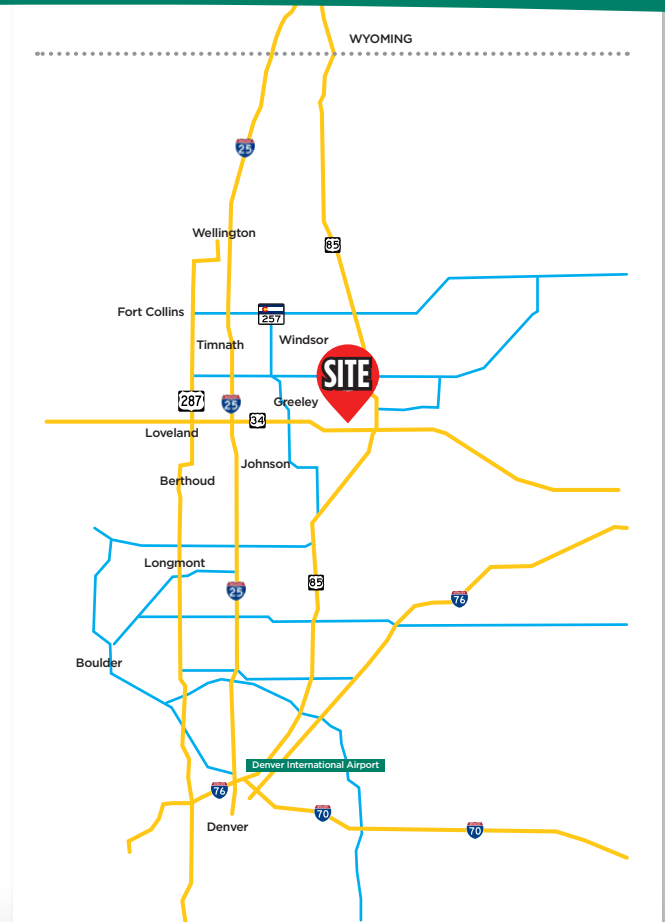 WYOMING
25
Wellington
85
Fort Collins
257
Timnath
Windsor
SITE
287
25
Greeley
34
Loveland
Johnson
Berthoud
Longmont
85
25
76
Boulder
Denver International Airport
76
70
Denver
70